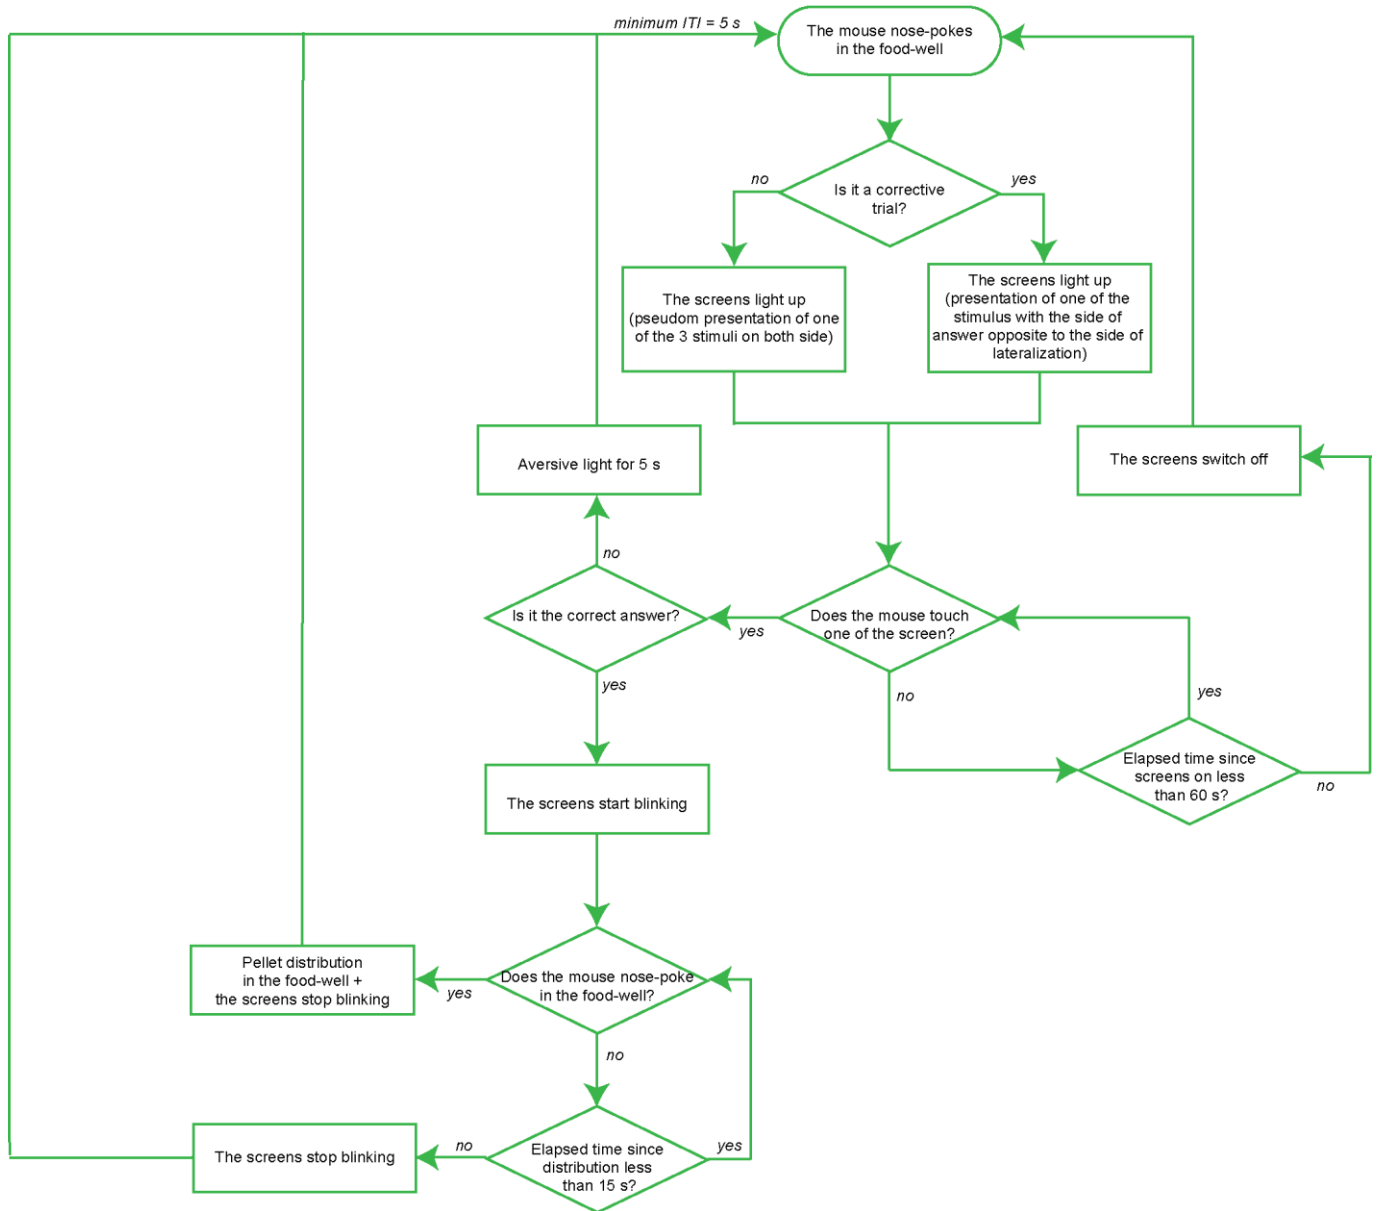 minimum ITI = 5 s
The mouse nose-pokes
in the food-well
Is it a corrective
trial?
no
yes
The screens light up
(pseudom presentation of one
of the 3 stimuli on both side)
The screens light up
(presentation of one of the
stimulus with the side of
answer opposite to the side of
lateralization)
Aversive light for 5 s
The screens switch off
no
Is it the correct answer?
yes
Does the mouse touch
one of the screen?
yes
no
yes
Elapsed time since
screens on less
than 60 s?
no
The screens start blinking
Pellet distribution
in the food-well +
the screens stop blinking
yes
Does the mouse nose-poke
in the food-well?
no
The screens stop blinking
no
Elapsed time since
distribution less
than 15 s?
yes